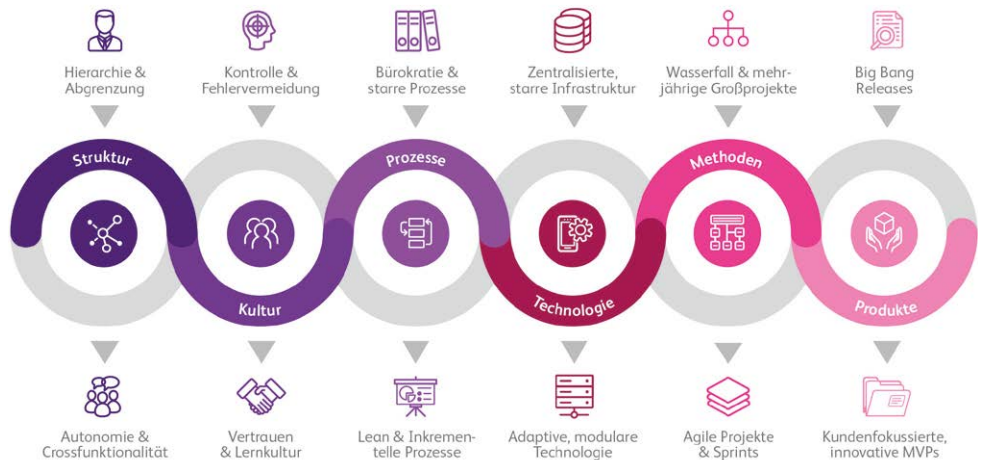 Hierarchie &
Abgrenzung
Kontrolle &
Fehlervermeidung
Bürokratie &
starre Prozesse
Zentralisierte,
starre Infrastruktur
Wasserfall & mehr-
jährige Großprojekte
Big Bang
Releases
Struktur
Kultur
Prozesse
Technologie
Methoden
Produkte
Autonomie &
Crossfunktionalität
Vertrauen
& Lernkultur
Lean & Inkremen-
telle Prozesse
Adaptive, modulare
Technologie
Agile Projekte
& Sprints
Kundenfokussierte,
innovative MVPs